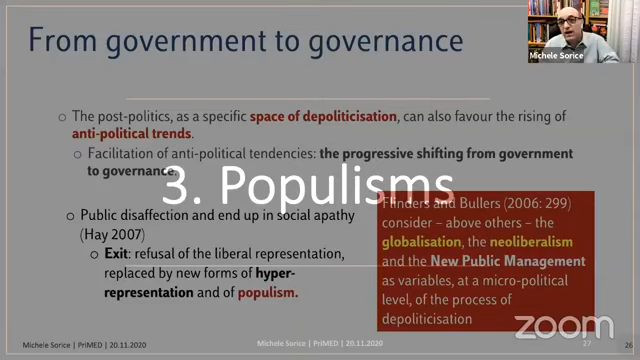 From government to governance
Michele Sorice
○ The post-politics, as a specific space of depoliticisation, can also favour the rising of
anti-political trends.
○ Facilitation of anti-political tendencies: the progressive shifting from government
to governance.
3. Populisms
○ Public disaffection and end up in social apathy
(Hay 2007)
○ Exit: refusal of the liberal representation,
replaced by new forms of hyper-
representation and of populism.
Flinders and Bullers (2006: 299)
consider – above others – the
globalisation, the neoliberalism
and the New Public Management
as variables, at a micro-political
level, of the process of
depoliticisation
zoom
Michele Sorice | PriMED | 20.11.2020
Michele Sorice | PriMED | 20.11.2020
27
26